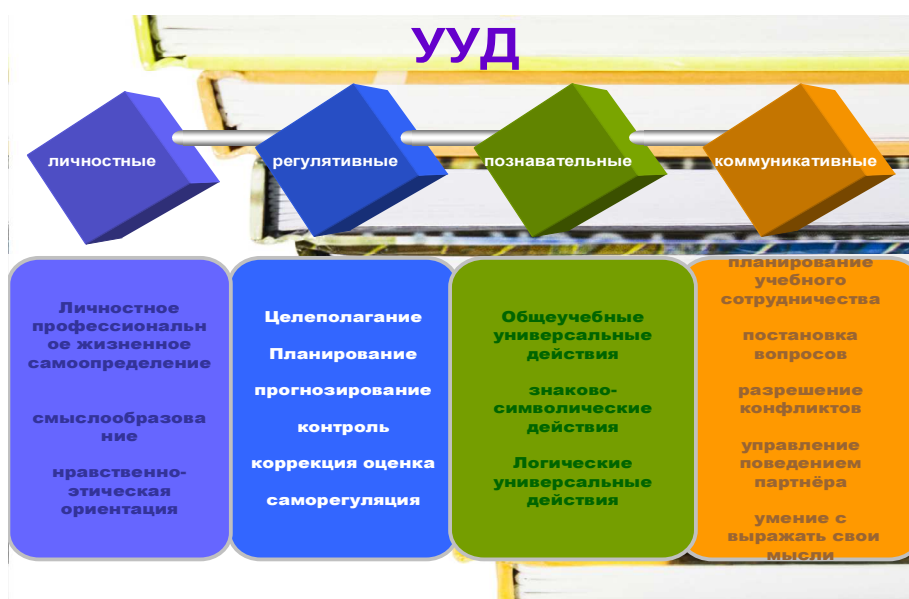 УУД
личностные
регулятивные
познавательные
коммуникативные
Личностное
профессиональн
ое жизненное
самоопределение
смыслообразова
ние
нравственно-
этическая
ориентация
Целеполагание
Планирование
прогнозирование
контроль
коррекция оценка
саморегуляция
Общеучебные
универсальные
действия
знаково-
символические
действия
Логические
универсальные
действия
планирование
учебного
сотрудничества
постановка
вопросов
разрешение
конфликтов
управление
поведением
партнёра
умение с
выражать свои
мысли